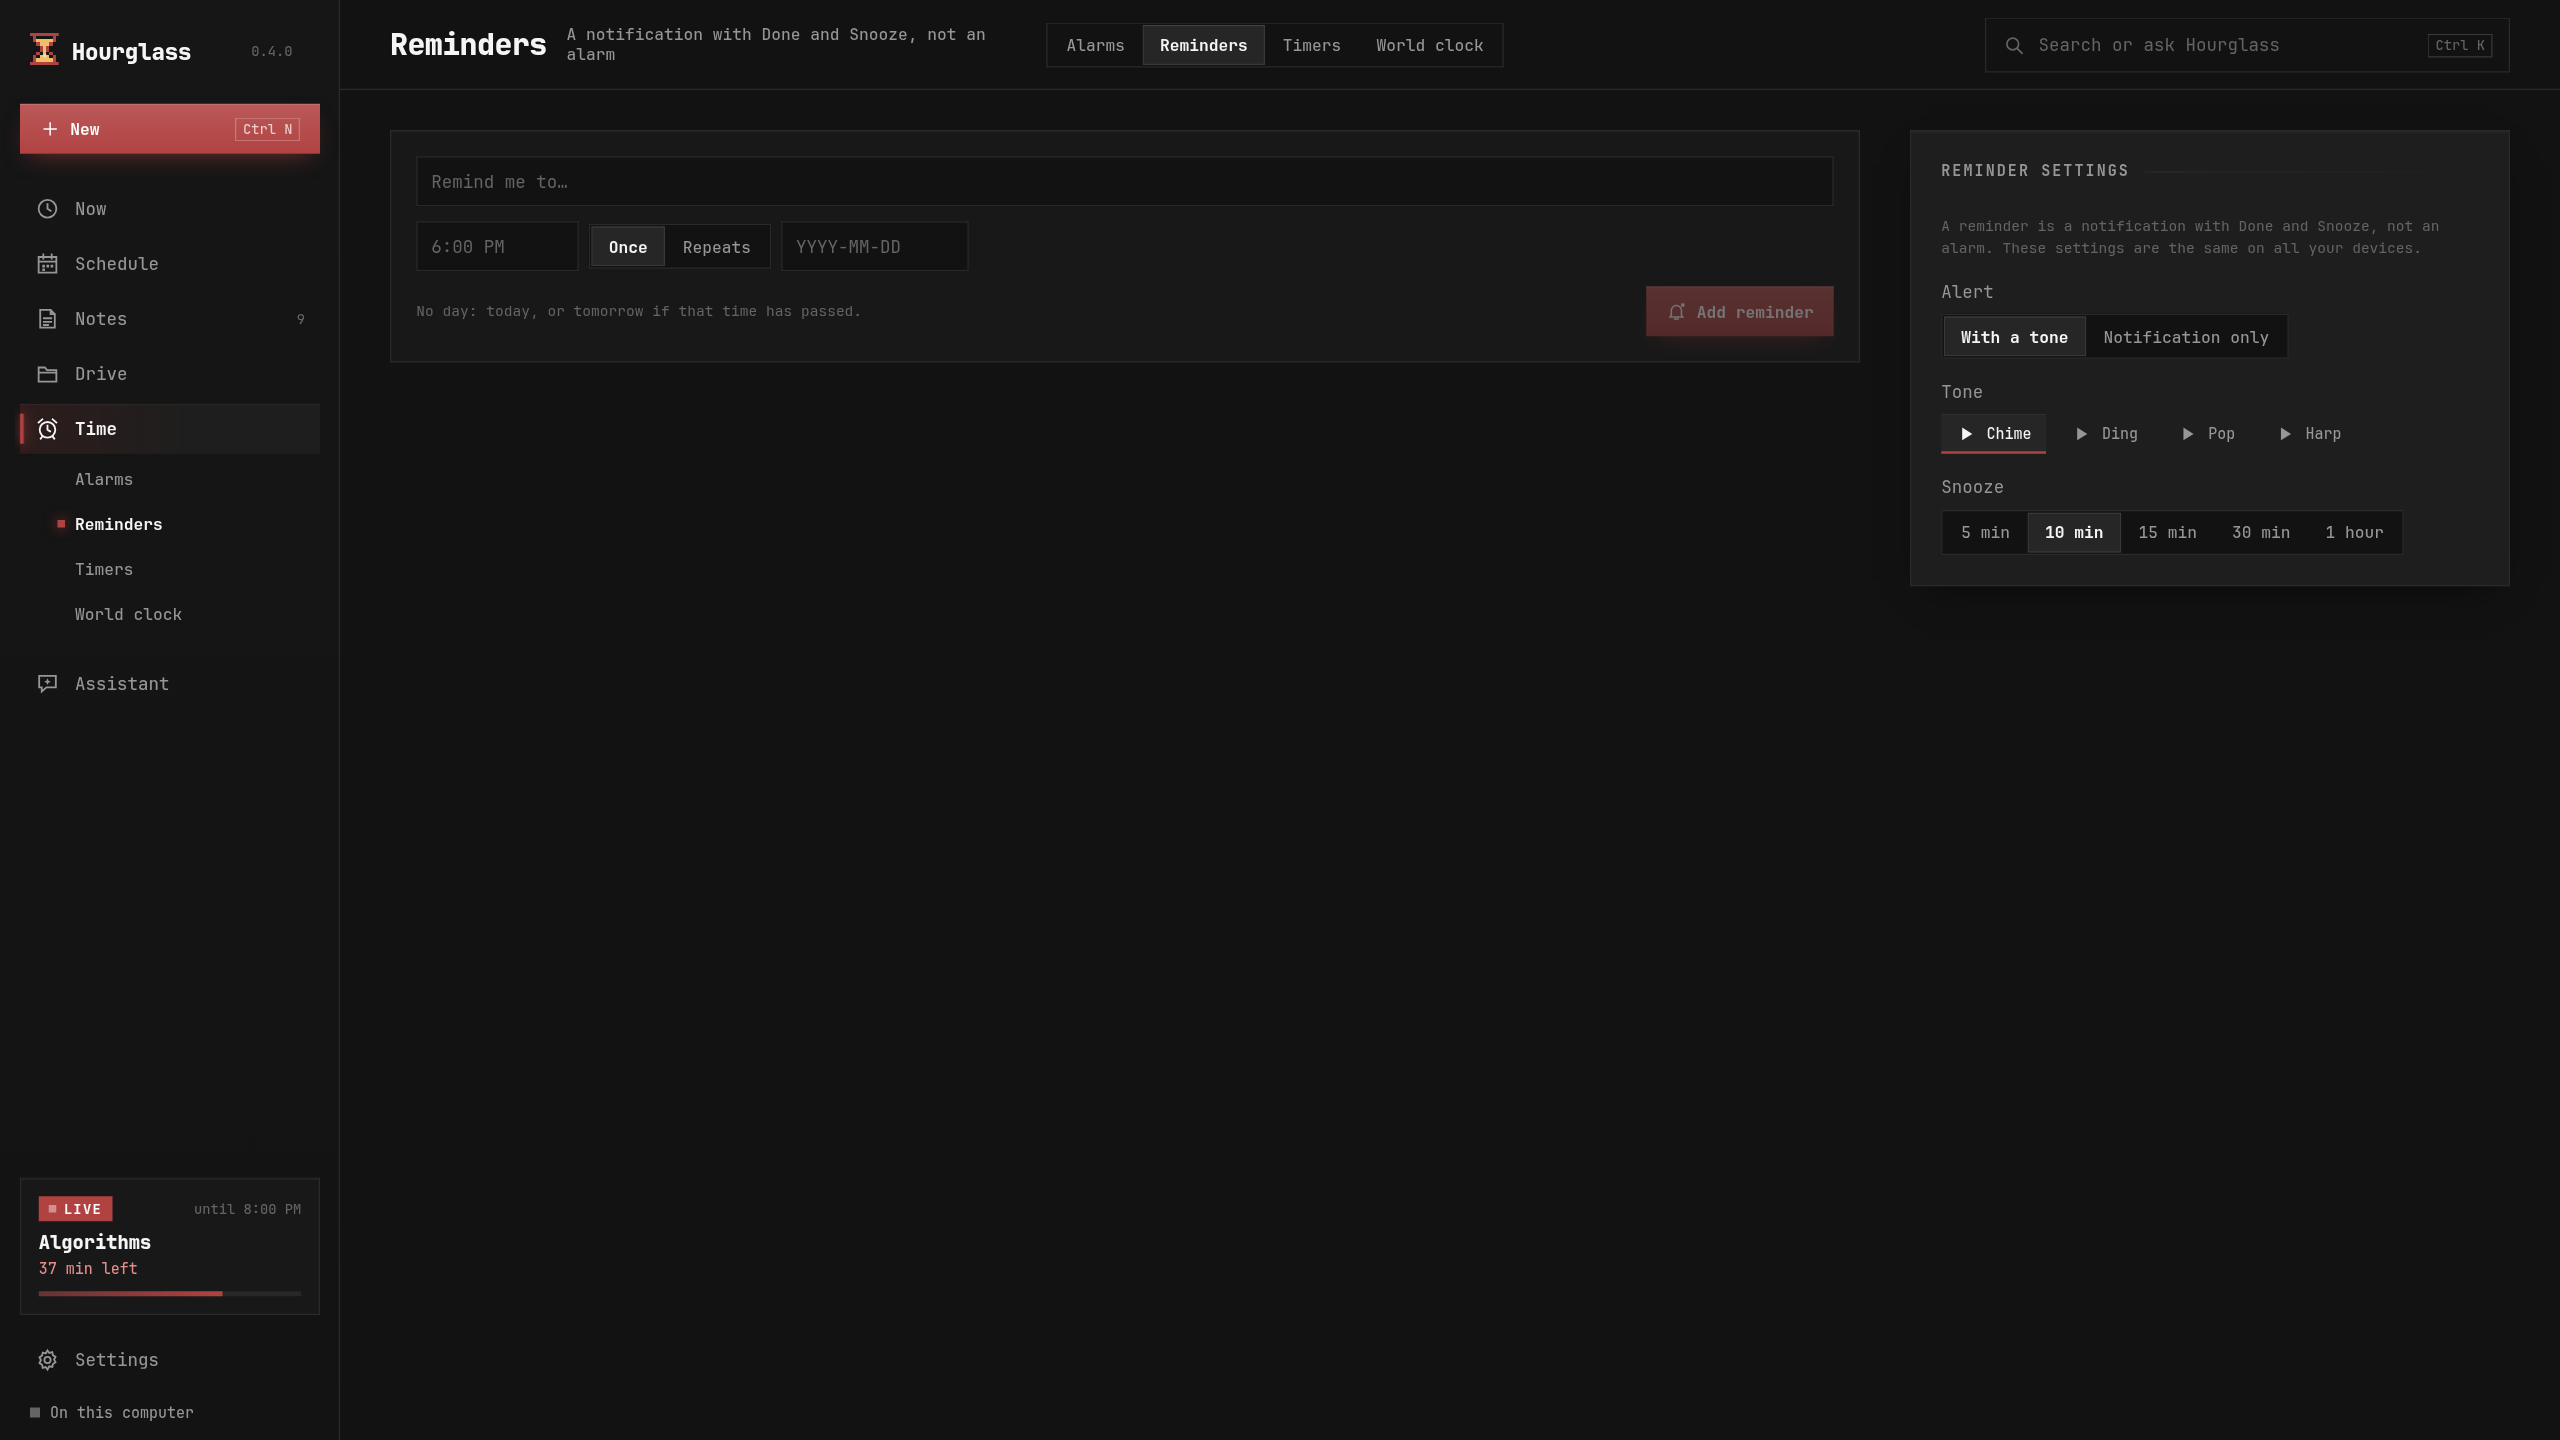 Hourglass 0.4.0
New Ctrl N
Now
Schedule
Notes 9
Drive
Time
Alarms
Reminders
Timers
World clock
Assistant
LIVE until 8:00 PM
Algorithms
37 min left
Settings
On this computer
Reminders
A notification with Done and Snooze, not an
alarm
Alarms Reminders Timers World clock
Search or ask Hourglass Ctrl K
Remind me to…
6:00 PM Once Repeats YYYY-MM-DD
No day: today, or tomorrow if that time has passed.
Add reminder
REMINDER SETTINGS
A reminder is a notification with Done and Snooze, not an
alarm. These settings are the same on all your devices.
Alert
With a tone Notification only
Tone
Chime Ding Pop Harp
Snooze
5 min 10 min 15 min 30 min 1 hour